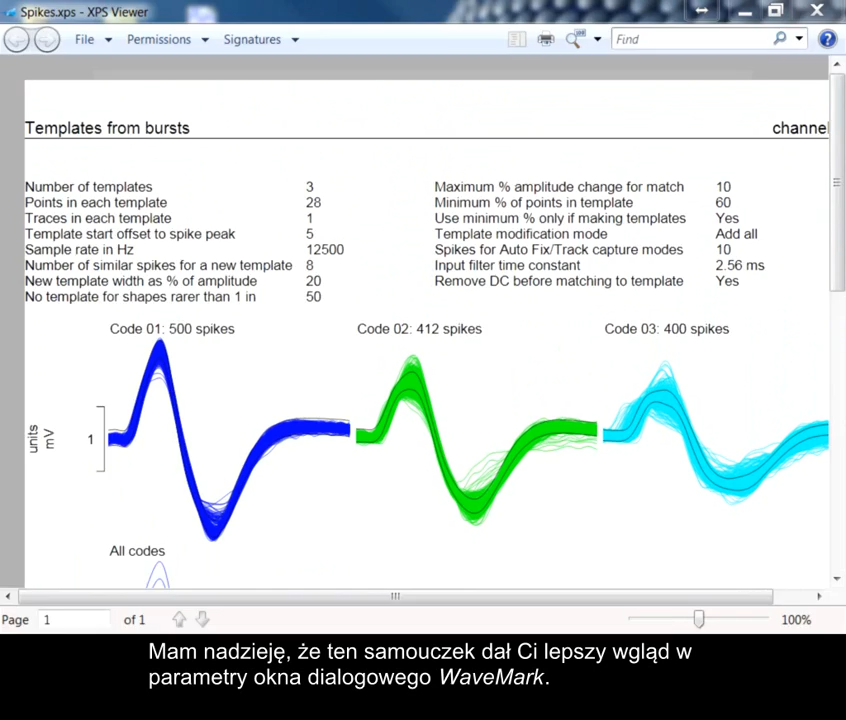 Spikes.xps - XPS Viewer
File Permissions Signatures Find
Templates from bursts channel
Number of templates 3 Maximum % amplitude change for match 10
Points in each template 28 Minimum % of points in template 60
Traces in each template 1 Use minimum % only if making templates Yes
Template start offset to spike peak 5 Template modification mode Add all
Sample rate in Hz 12500 Spikes for Auto Fix/Track capture modes 10
Number of similar spikes for a new template 8 Input filter time constant 2.56 ms
New template width as % of amplitude 20 Remove DC before matching to template Yes
No template for shapes rarer than 1 in 50
Code 01: 500 spikes Code 02: 412 spikes Code 03: 400 spikes
units
mV
1
All codes
Page 1 of 1 100%
Mam nadzieję, że ten samouczek dał Ci lepszy wgląd w
parametry okna dialogowego WaveMark.